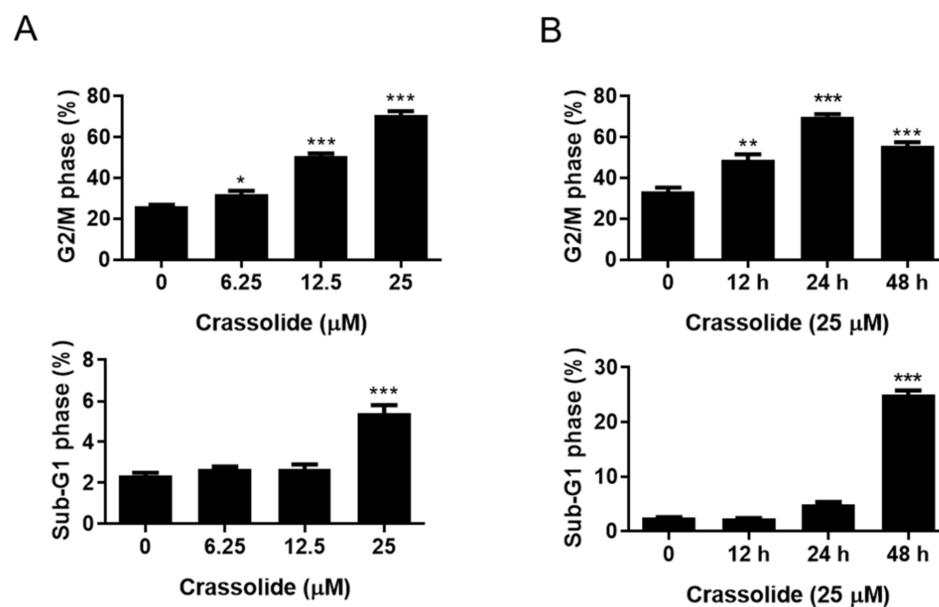 A
G2/M phase (%)
80
60
40
20
0
*
***
***
0 6.25 12.5 25
Crassolide (μM)
Sub-G1 phase (%)
8
6
4
2
0
***
0 6.25 12.5 25
Crassolide (μM)
B
G2/M phase (%)
80
60
40
20
0
**
***
***
0 12 h 24 h 48 h
Crassolide (25 μM)
Sub-G1 phase (%)
30
20
10
0
***
0 12 h 24 h 48 h
Crassolide (25 μM)